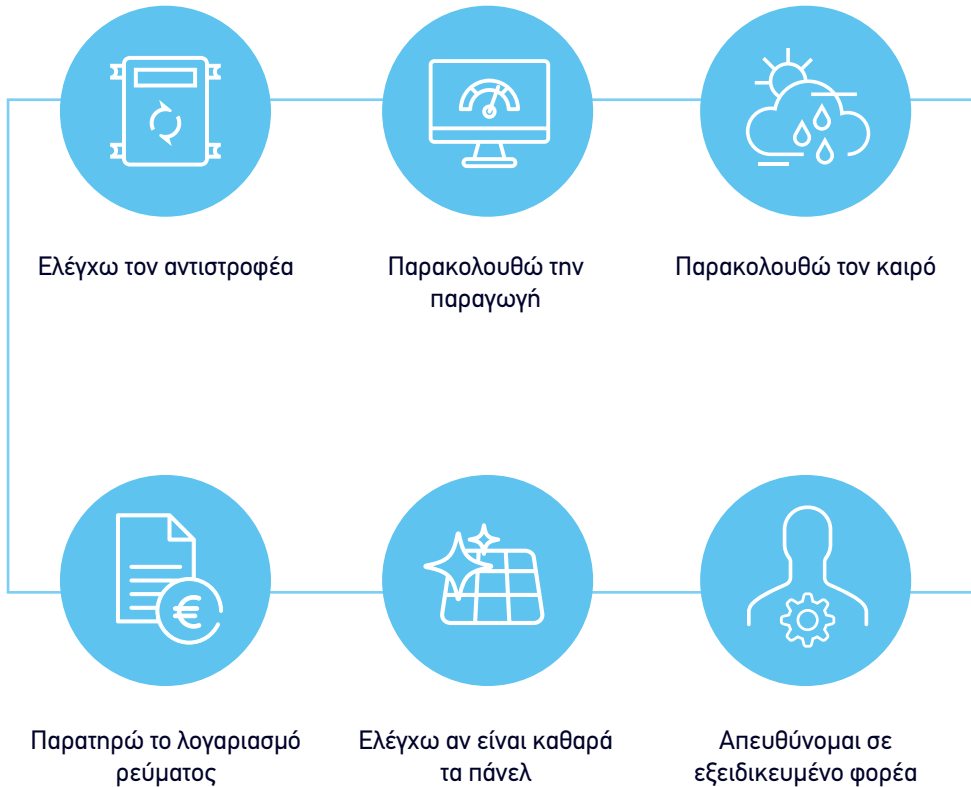 Ελέγχω τον αντιστροφέα
Παρακολουθώ την
παραγωγή
Παρακολουθώ τον καιρό
Παρατηρώ το λογαριασμό
ρεύματος
Ελέγχω αν είναι καθαρά
τα πάνελ
Απευθύνομαι σε
εξειδικευμένο φορέα